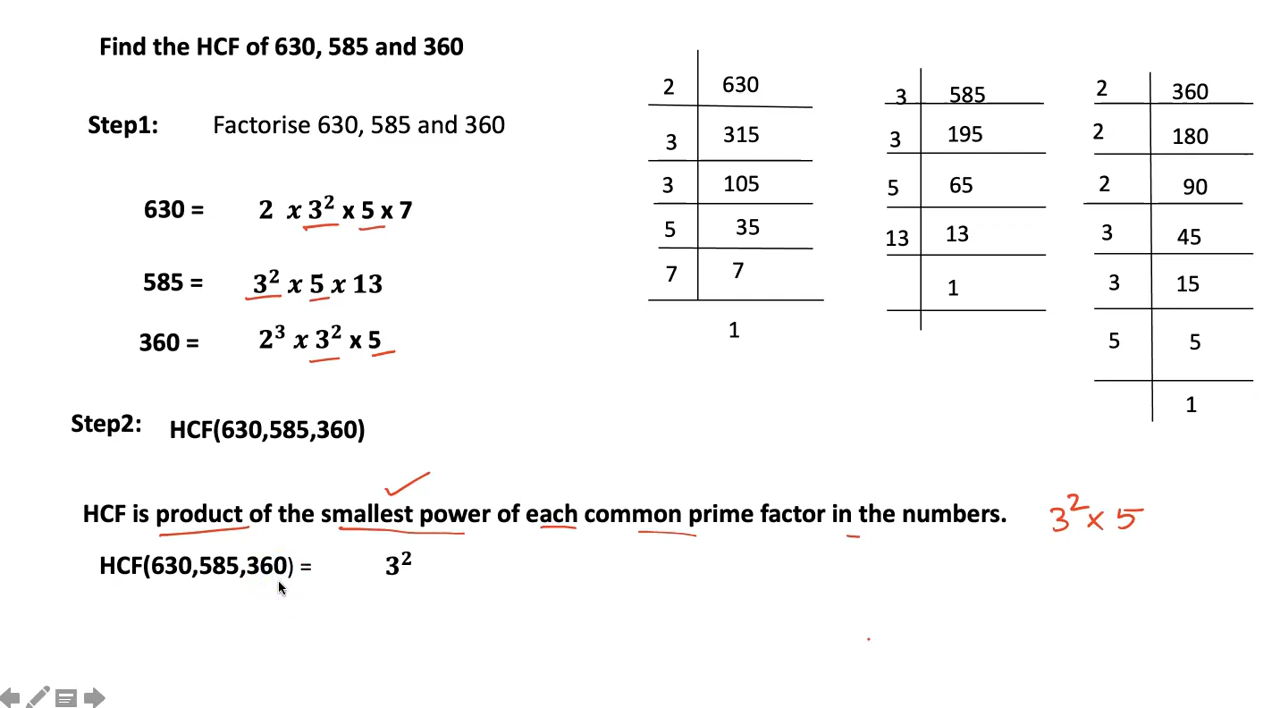 Find the HCF of 630, 585 and 360
Step1: Factorise 630, 585 and 360
630 = 2 x 3² x 5 x 7
585 = 3² x 5 x 13
360 = 2³ x 3² x 5
2 630
3 315
3 105
5 35
7 7
1
3 585
3 195
5 65
13 13
1
2 360
2 180
2 90
3 45
3 15
5 5
1
Step2: HCF(630,585,360)
HCF is product of the smallest power of each common prime factor in the numbers. 3² x 5
HCF(630,585,360) = 3²